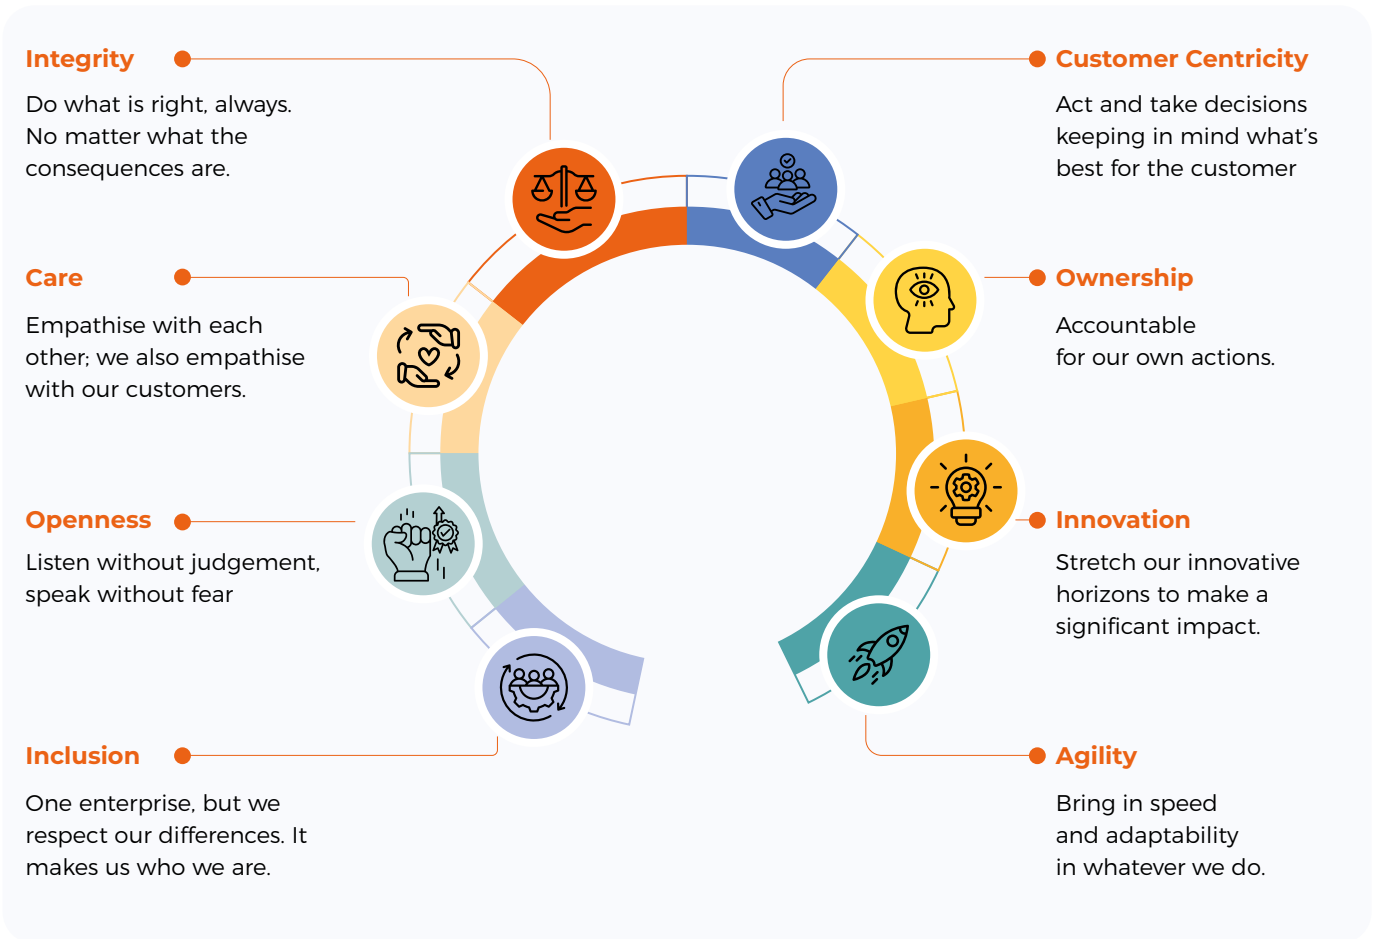 Integrity
Do what is right, always.
No matter what the
consequences are.
Care
Empathise with each
other; we also empathise
with our customers.
Openness
Listen without judgement,
speak without fear
Inclusion
One enterprise, but we
respect our differences. It
makes us who we are.
Customer Centricity
Act and take decisions
keeping in mind what’s
best for the customer
Ownership
Accountable
for our own actions.
Innovation
Stretch our innovative
horizons to make a
significant impact.
Agility
Bring in speed
and adaptability
in whatever we do.